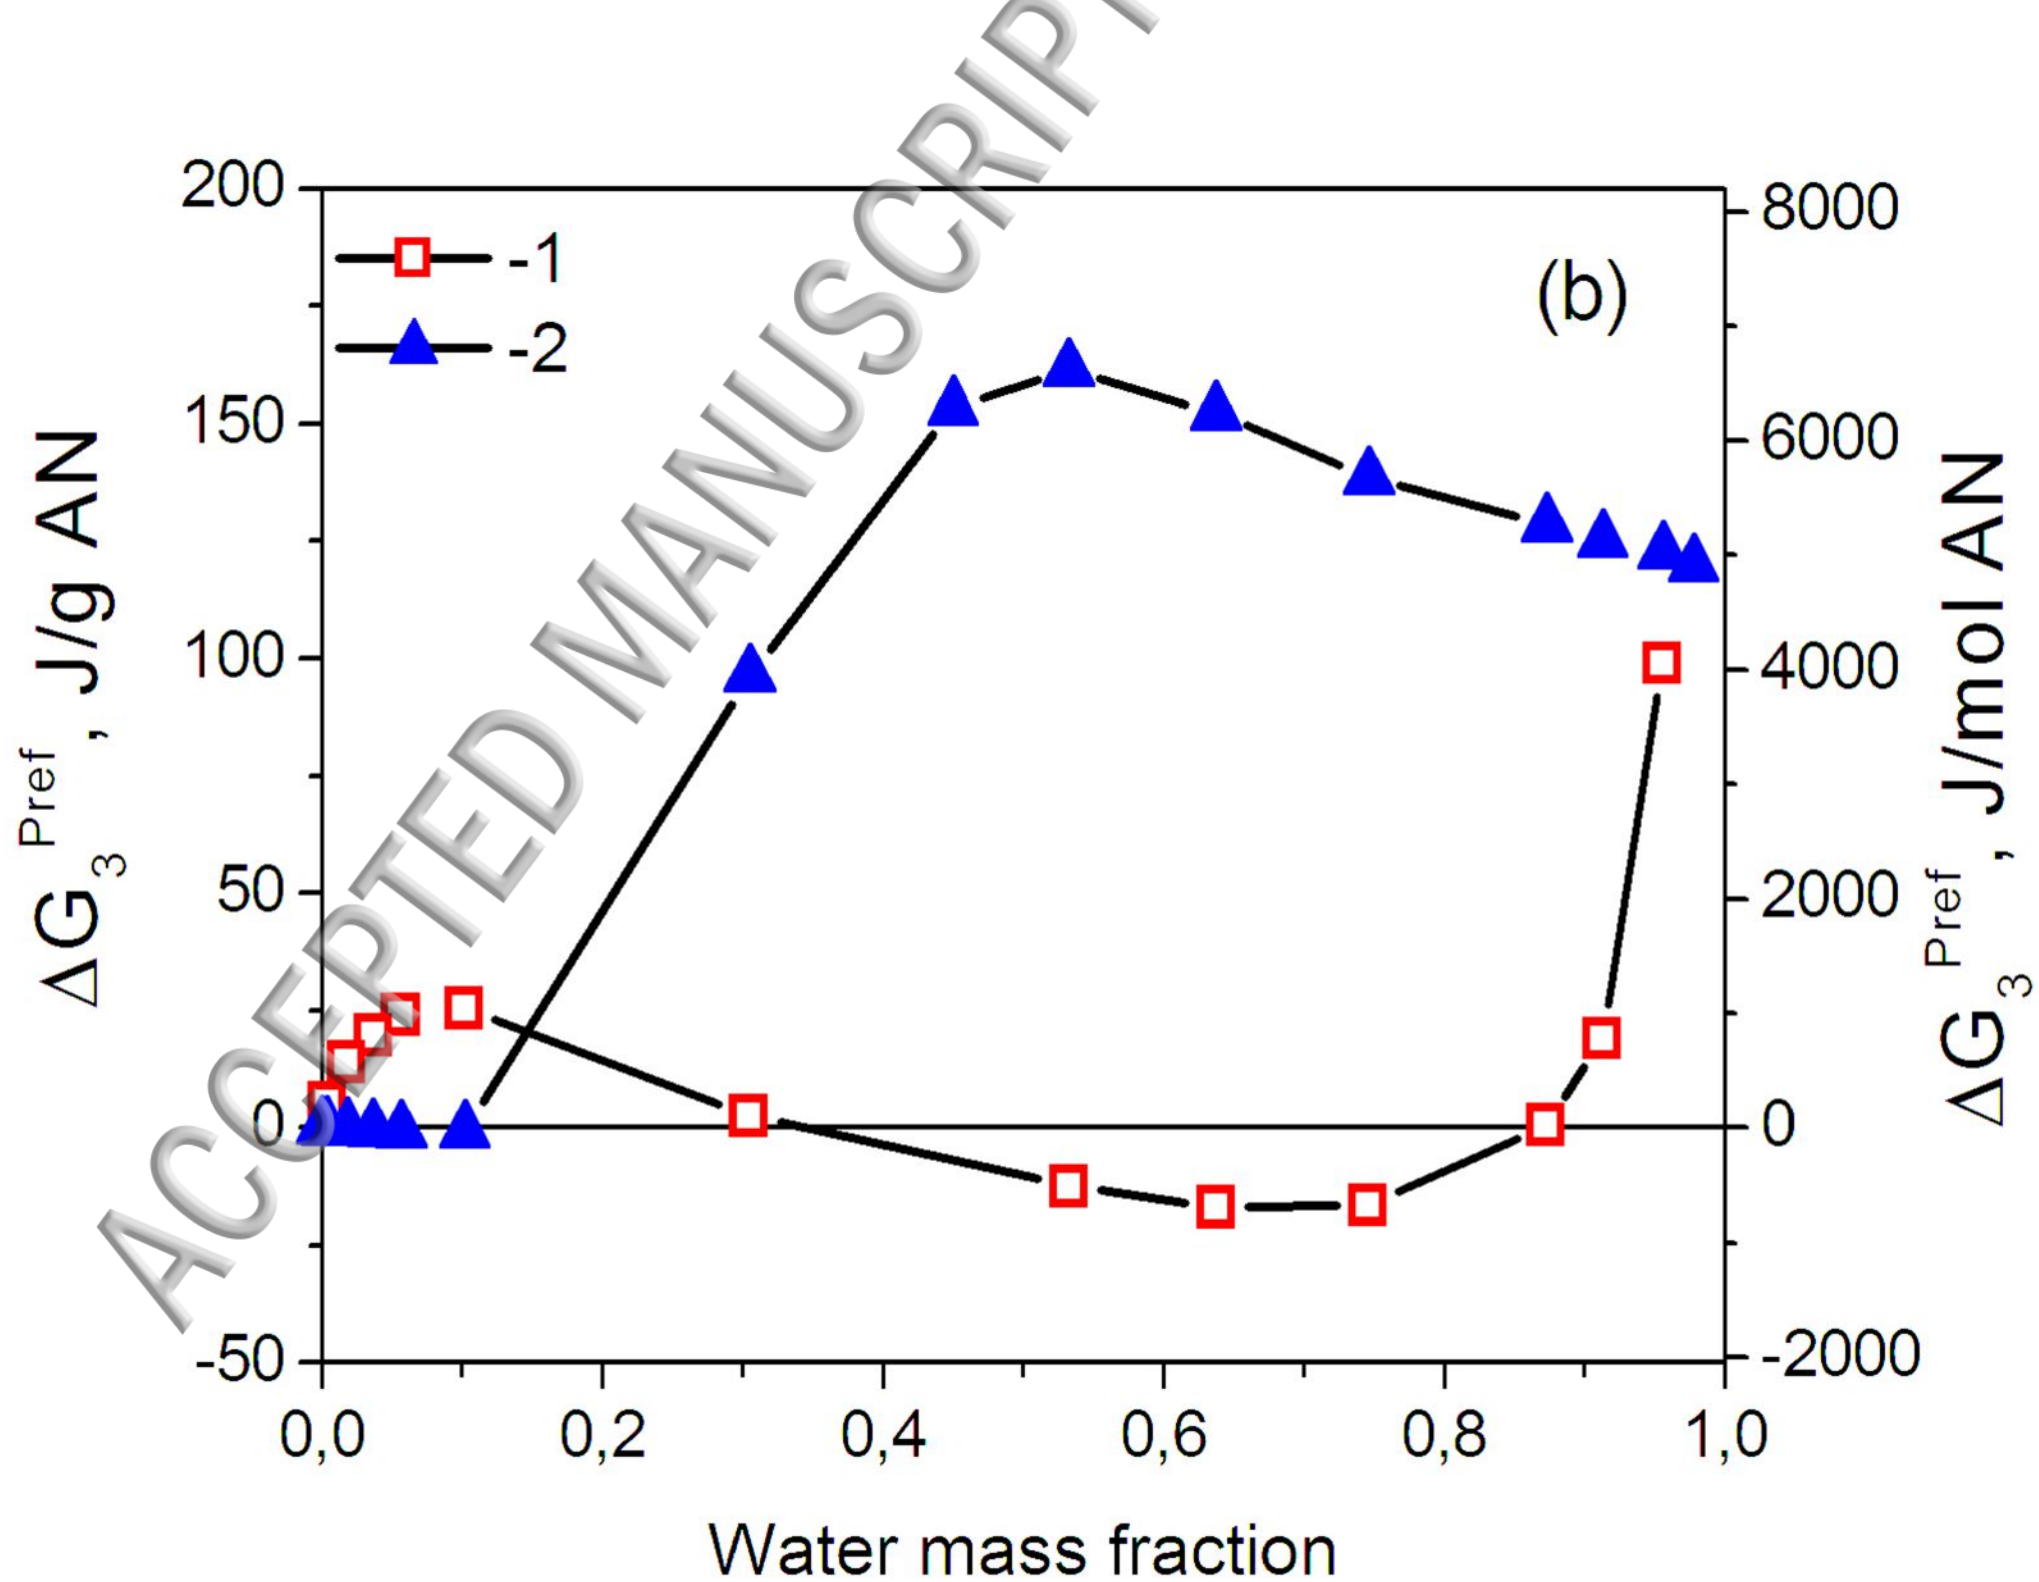 ACCEPTED MANUSCRIPT
200
150
100
50
0
-50
8000
6000
4000
2000
0
-2000
-1
-2
(b)
ΔG₃ᴾʳᵉᶠ, J/g AN
ΔG₃ᴾʳᵉᶠ, J/mol AN
0,0 0,2 0,4 0,6 0,8 1,0
Water mass fraction